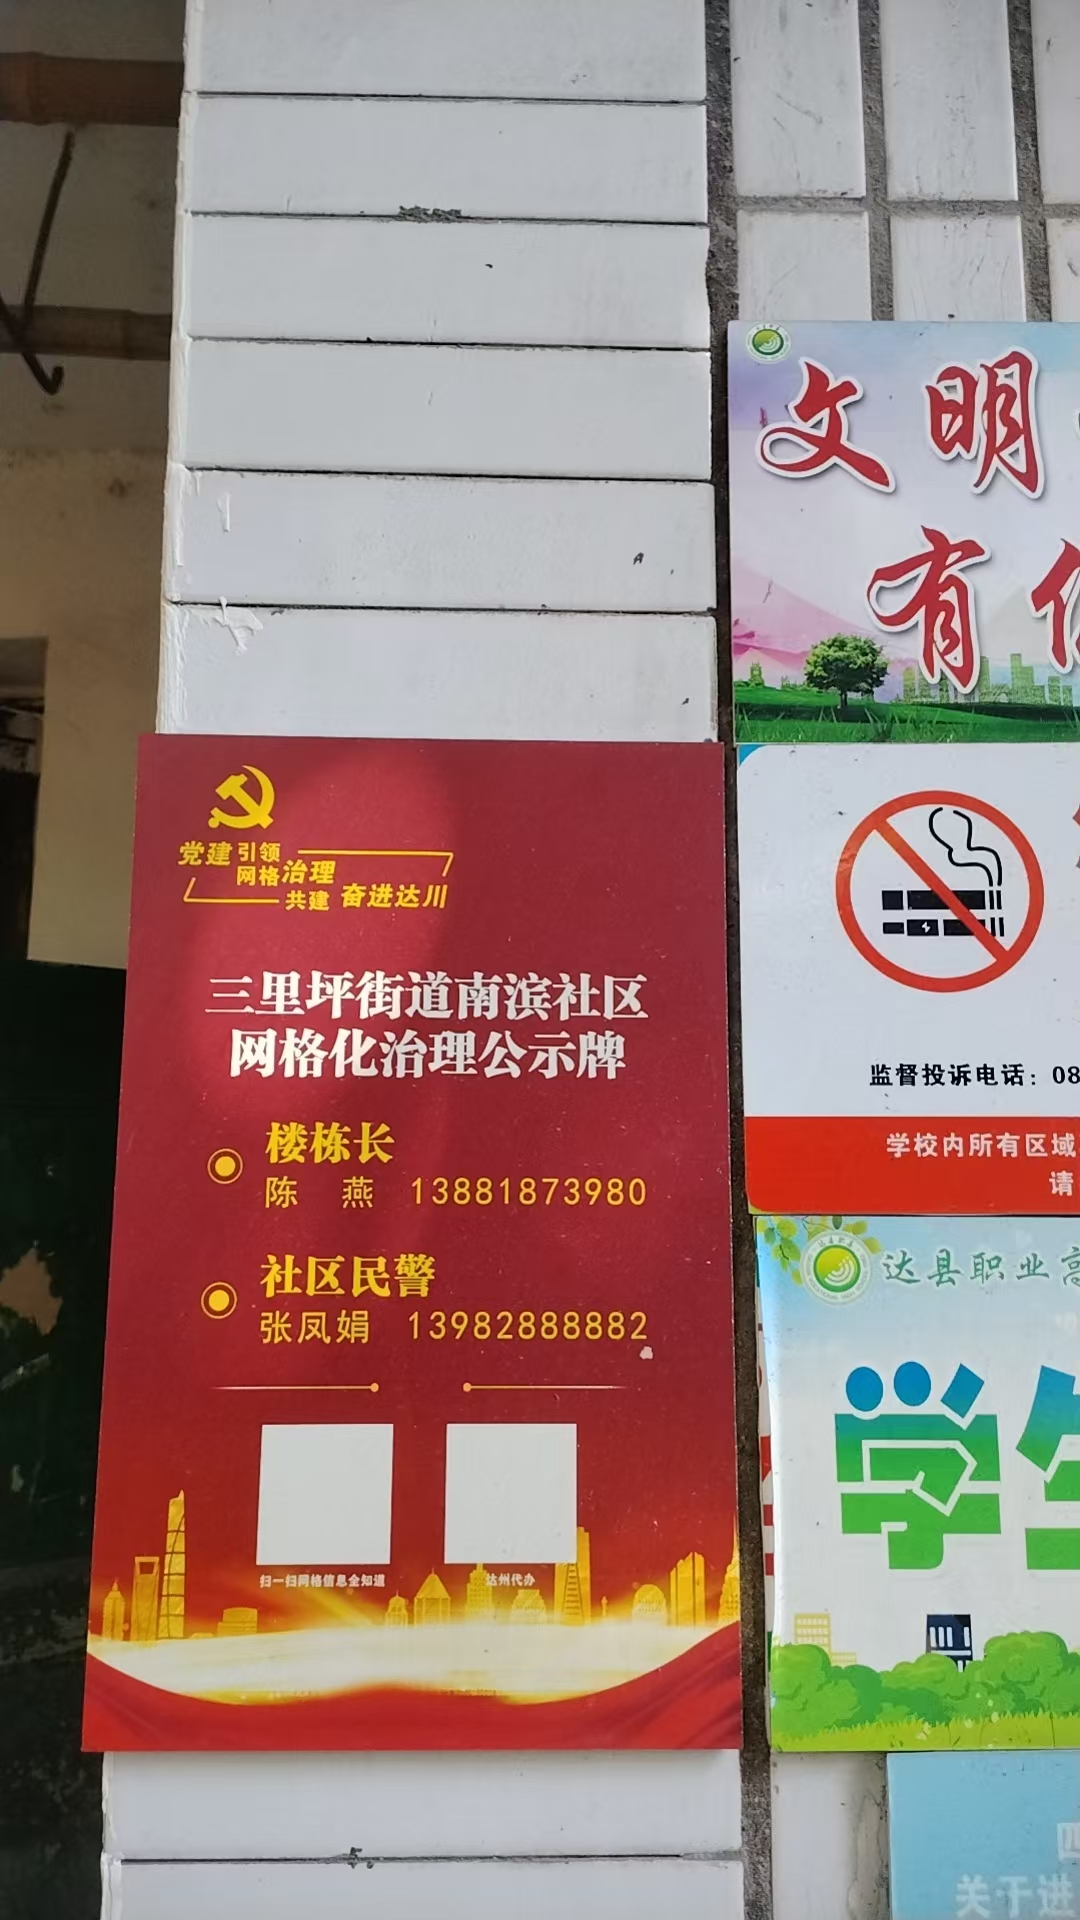 党建引领
网格治理
共建 奋进达川
三里坪街道南滨社区
网格化治理公示牌
楼栋长
陈 燕 13881873980
社区民警
张凤娟 13982888882
扫一扫网格信息全知道
达州代办
文明
有
监督投诉电话：08
学校内所有区域
请
达县职业高
学生
四
关于进